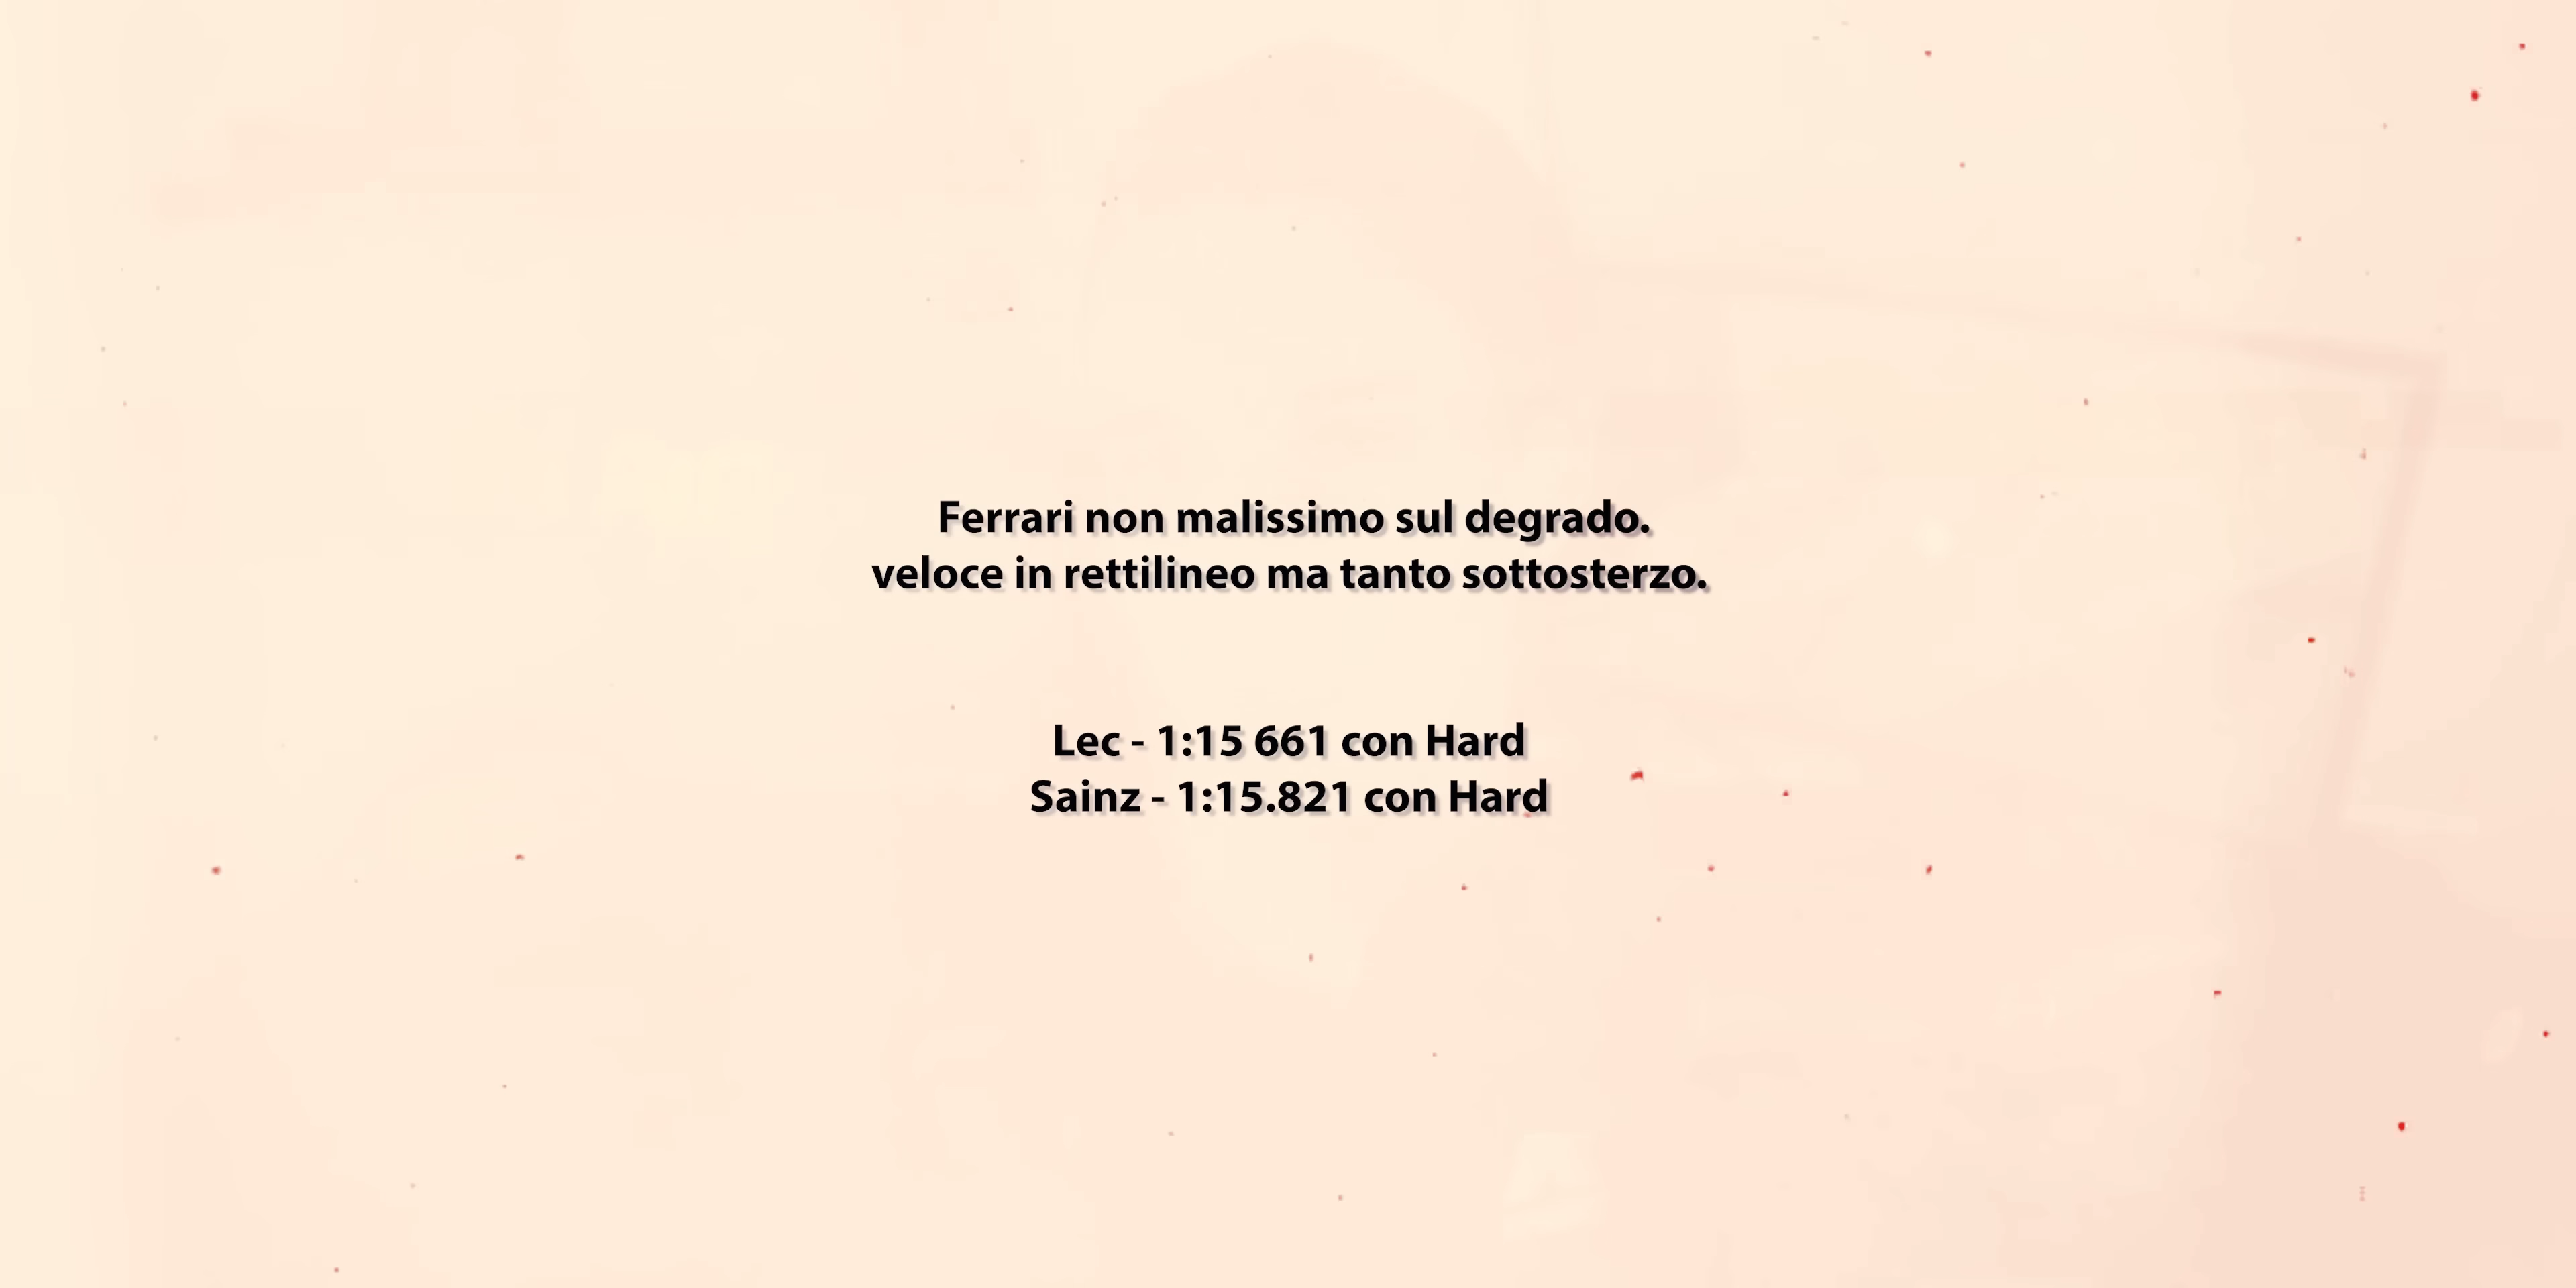 Ferrari non malissimo sul degrado.
veloce in rettilineo ma tanto sottosterzo.
Lec - 1:15 661 con Hard
Sainz - 1:15.821 con Hard